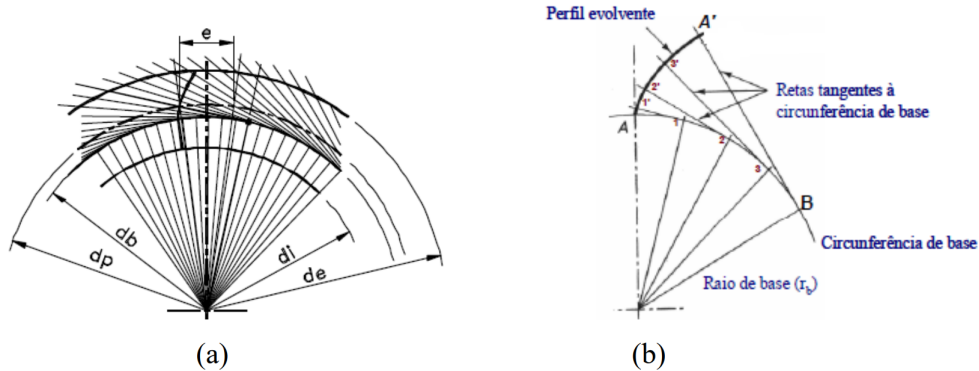 e
db
dp
di
de
(a)
Perfil evolvente
A'
3'
2'
1'
A
1
2
3
B
Retas tangentes à
circunferência de base
Circunferência de base
Raio de base (rb)
(b)